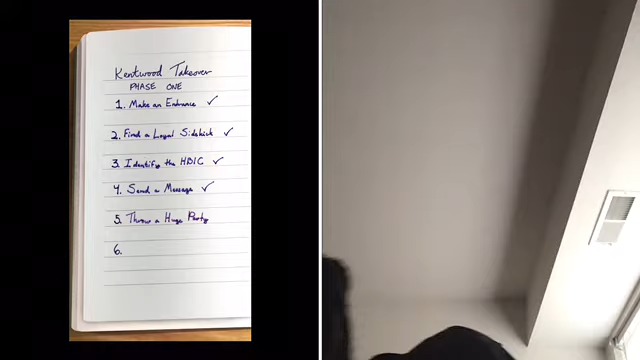 Kentwood Takeover
PHASE ONE
1. Make an Entrance ✓
2. Find a Loyal Sidekick ✓
3. Identify the HBIC ✓
4. Send a Message ✓
5. Throw a Huge Party
6.